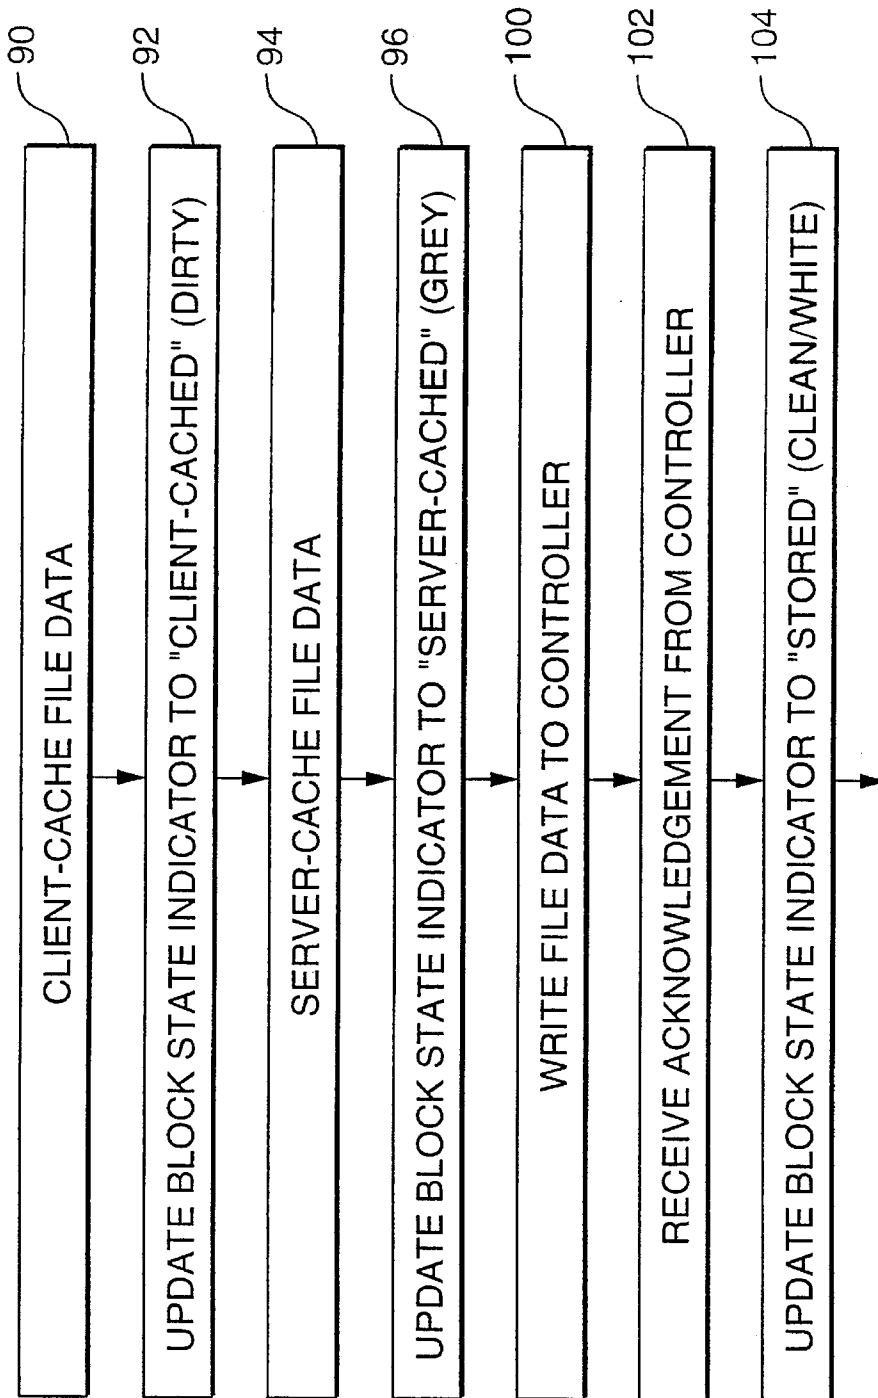 CLIENT-CACHE FILE DATA
90
UPDATE BLOCK STATE INDICATOR TO "CLIENT-CACHED" (DIRTY)
92
SERVER-CACHE FILE DATA
94
UPDATE BLOCK STATE INDICATOR TO "SERVER-CACHED" (GREY)
96
WRITE FILE DATA TO CONTROLLER
100
RECEIVE ACKNOWLEDGEMENT FROM CONTROLLER
102
UPDATE BLOCK STATE INDICATOR TO "STORED" (CLEAN/WHITE)
104